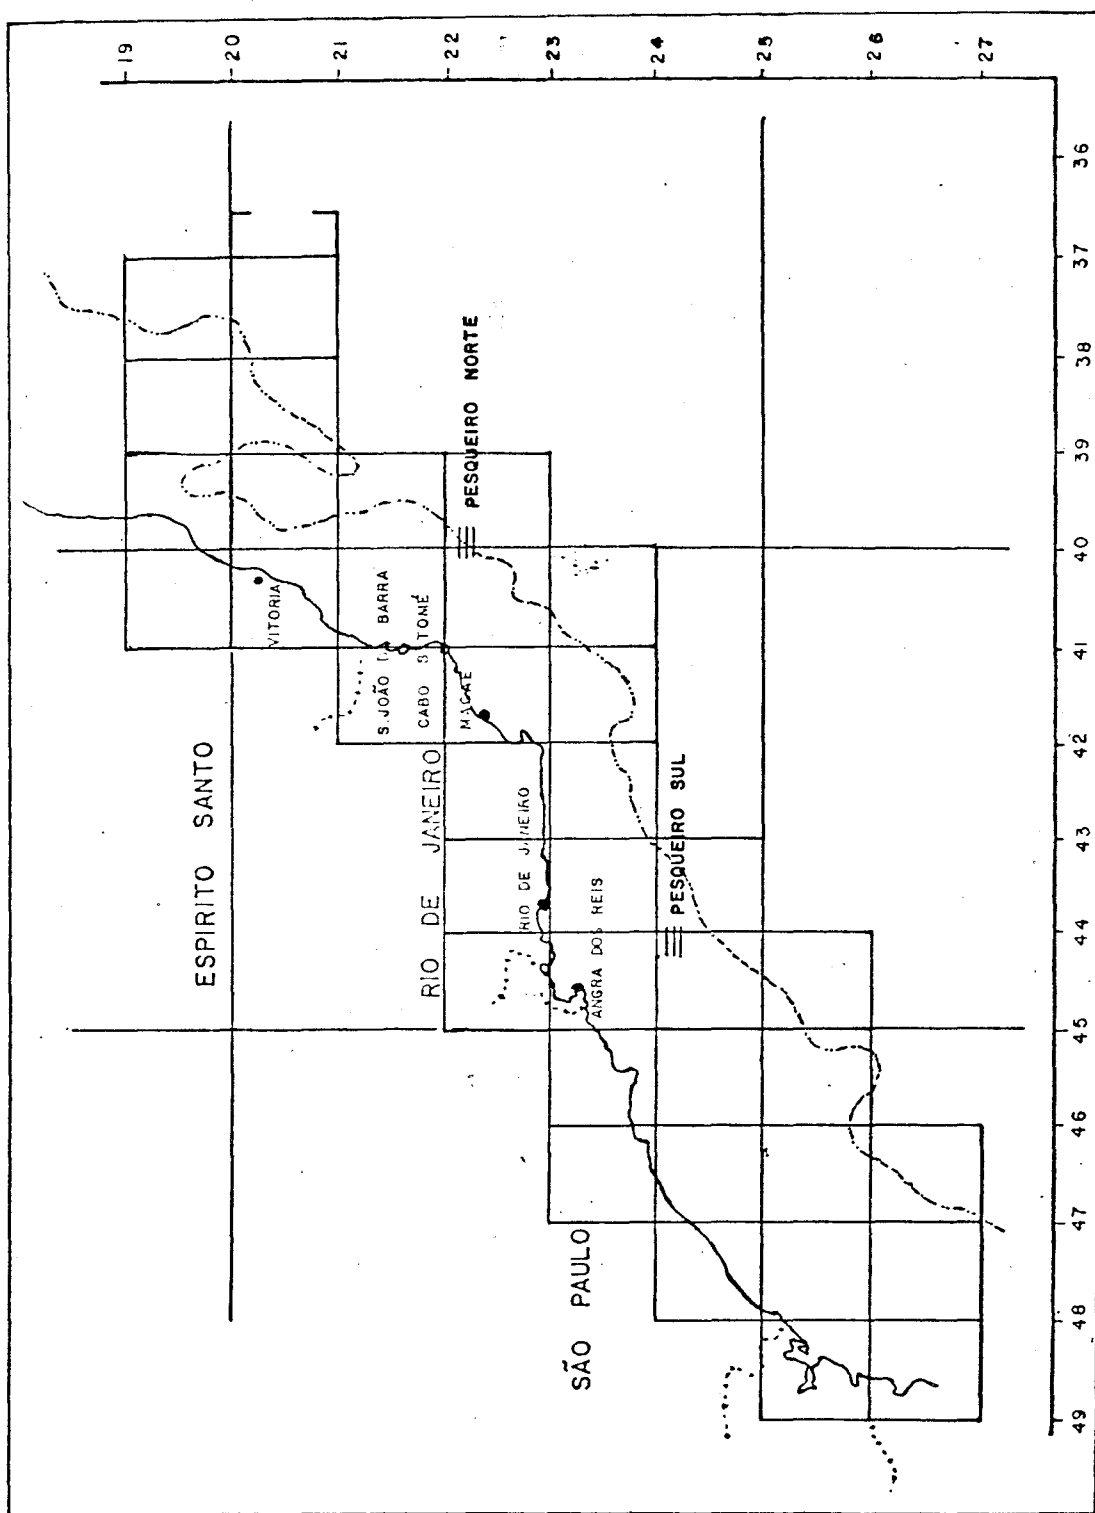 ESPIRITO SANTO
RIO DE JANEIRO
SÃO PAULO
VITORIA
S. JOÃO DA BARRA
CABO S TOMÉ
MACAE
RIO DE JANEIRO
ANGRA DOS REIS
PESQUEIRO NORTE
PESQUEIRO SUL
19
20
21
22
23
24
25
26
27
49
48
47
46
45
44
43
42
41
40
39
38
37
36